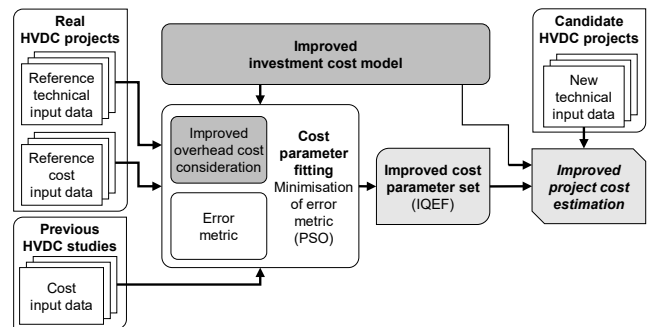 Real
HVDC projects
Reference
technical
input data
Reference
cost
input data
Previous
HVDC studies
Cost
input data
Improved
investment cost model
Improved
overhead cost
consideration
Error
metric
Cost
parameter
fitting
Minimisation
of error
metric
(PSO)
Improved cost
parameter set
(IQEF)
Candidate
HVDC projects
New
technical
input data
Improved
project cost
estimation